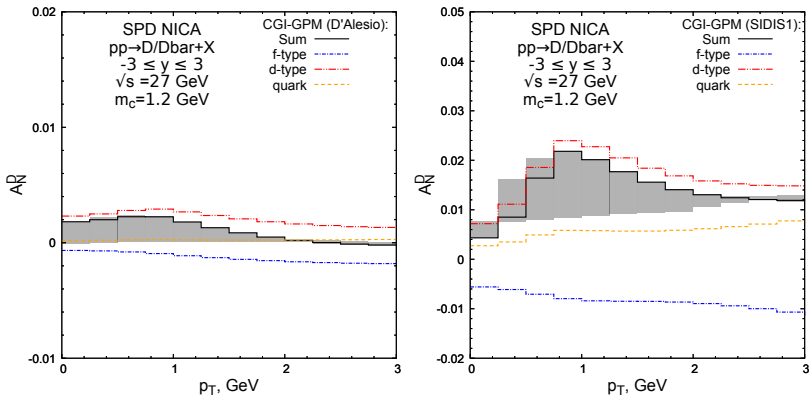 SPD NICA
pp→D/Dbar+X
-3 ≤ y ≤ 3
√s =27 GeV
m_c=1.2 GeV
CGI-GPM (D'Alesio):
Sum
f-type
d-type
quark
0.02
0.01
0
-0.01
A_N^D
0
1
2
3
p_T, GeV
SPD NICA
pp→D/Dbar+X
-3 ≤ y ≤ 3
√s =27 GeV
m_c=1.2 GeV
CGI-GPM (SIDIS1):
Sum
f-type
d-type
quark
0.05
0.04
0.03
0.02
0.01
0
-0.01
-0.02
A_N^D
0
1
2
3
p_T, GeV